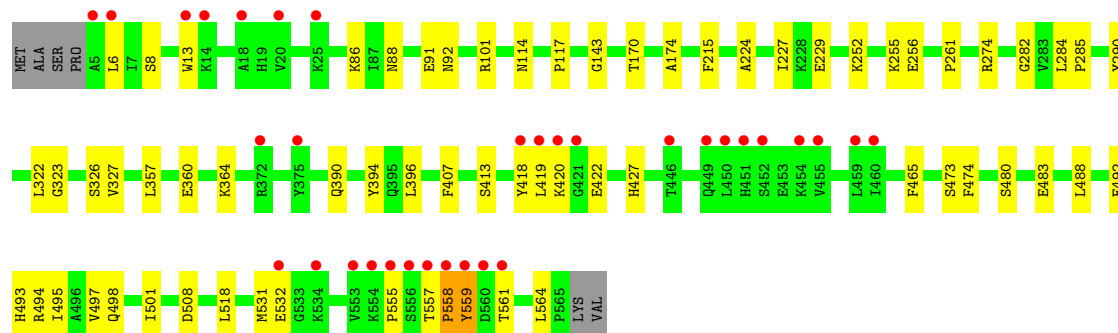 MET ALA SER PRO A5 L6 I7 S8 W13 K14 A18 H19 V20 K25 K86 I87 N88 E91 N92 R101 N114 P117 G143 T170 A174 F215 A224 I227 K228 E229 K252 K255 E256 P261 R274 G282 V283 L284 P285
L322 G323 S326 V327 L357 E360 K364 R372 Y375 Q390 Y394 Q395 L396 F407 S413 Y418 L419 K420 G421 E422 H427 T446 Q449 L450 H451 S452 E453 K454 V455 L459 I460 F465 S473 F474 S480 E483 L488
H493 R494 I495 A496 V497 Q498 I501 D508 L518 M531 E532 G533 K534 V553 K554 P555 S556 T557 P558 Y559 D560 T561 L564 P565 LYS VAL